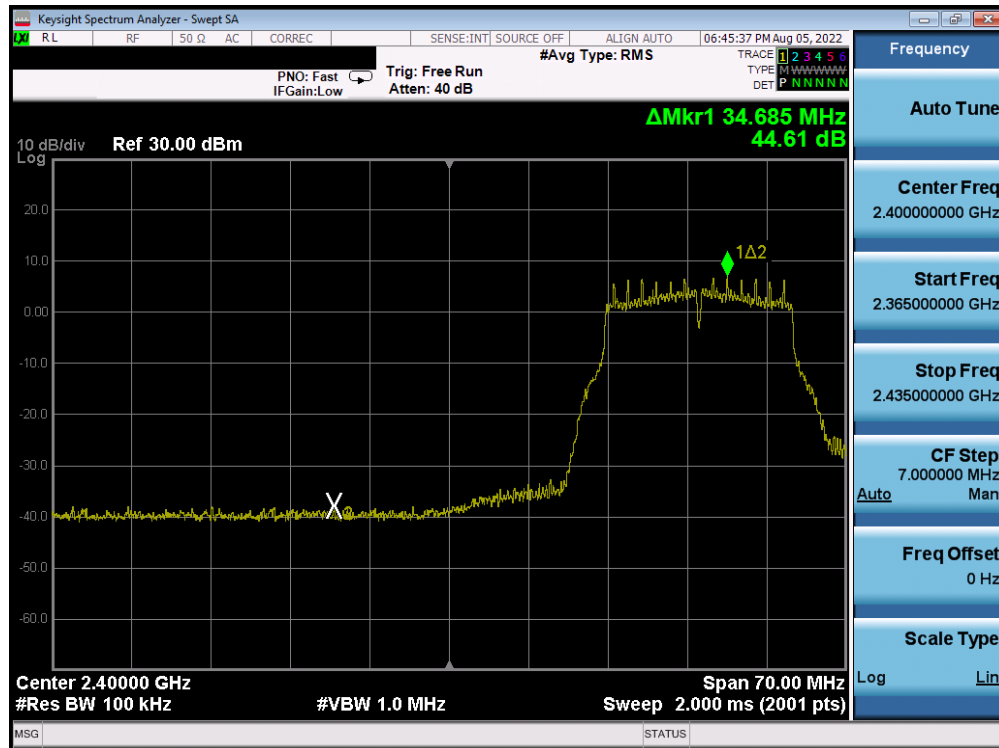 Keysight Spectrum Analyzer - Swept SA
LXI RL RF 50 Ω AC CORREC SENSE:INT SOURCE OFF ALIGN AUTO 06:45:37 PM Aug 05, 2022
#Avg Type: RMS
TRACE 1 2 3 4 5 6
PNO: Fast Trig: Free Run
TYPE M WWWWW
IFGain:Low Atten: 40 dB
DET P N N N N N
ΔMkr1 34.685 MHz
44.61 dB
10 dB/div Ref 30.00 dBm
Log
20.0
10.0
0.00
-10.0
-20.0
-30.0
-40.0
-50.0
-60.0
1Δ2
X2
Center 2.40000 GHz
Span 70.00 MHz
#Res BW 100 kHz
#VBW 1.0 MHz
Sweep 2.000 ms (2001 pts)
MSG
STATUS
Frequency
Auto Tune
Center Freq
2.400000000 GHz
Start Freq
2.365000000 GHz
Stop Freq
2.435000000 GHz
CF Step
7.000000 MHz
Auto Man
Freq Offset
0 Hz
Scale Type
Log Lin